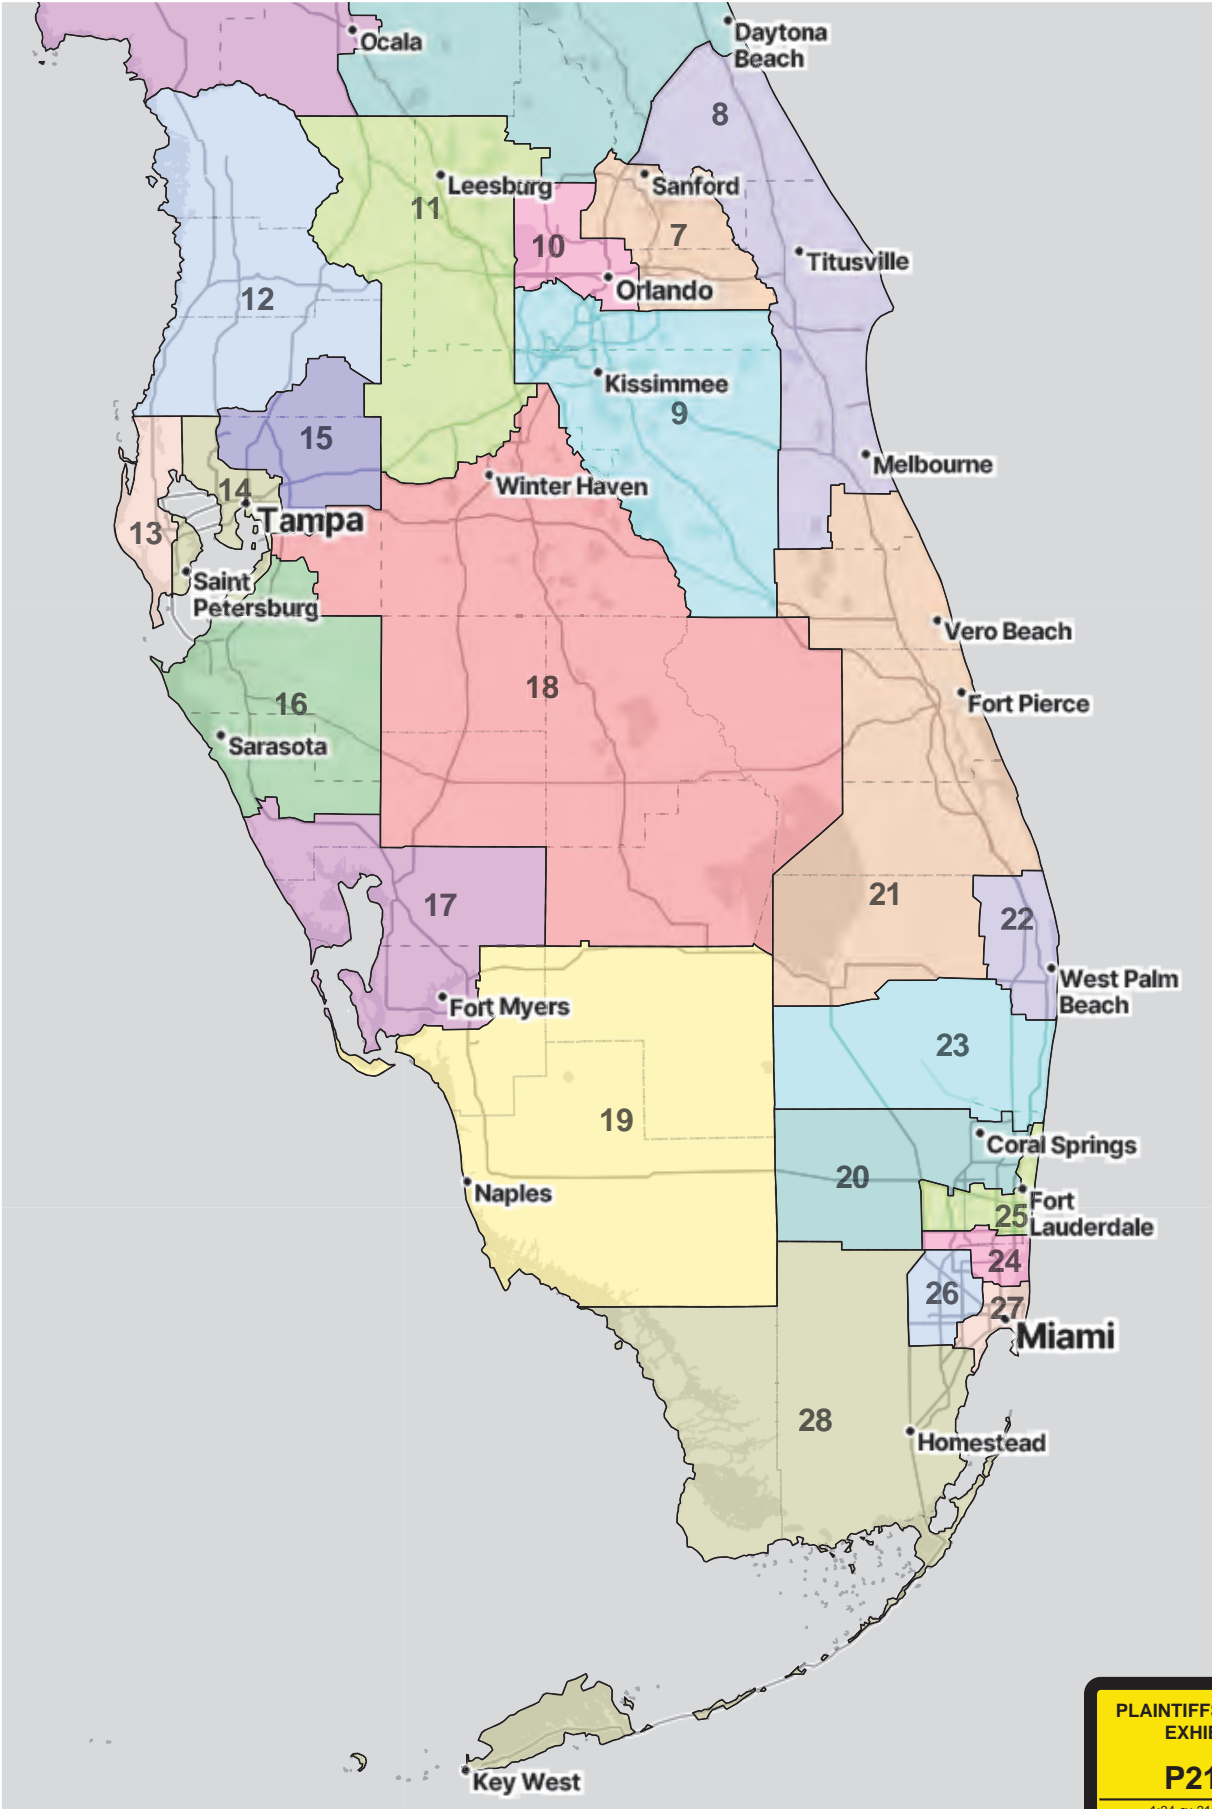 Ocala
Daytona
Beach
8
Leesburg
Sanford
11
10
7
Titusville
Orlando
12
Kissimmee
9
15
Melbourne
14
Winter Haven
Tampa
13
Saint
Petersburg
Vero Beach
18
16
Fort Pierce
Sarasota
21
17
22
West Palm
Beach
Fort Myers
23
19
Coral Springs
20
Naples
Fort
Lauderdale
25
24
26
27
Miami
28
Homestead
PLAINTIFFS
EXHI
P21
Key West